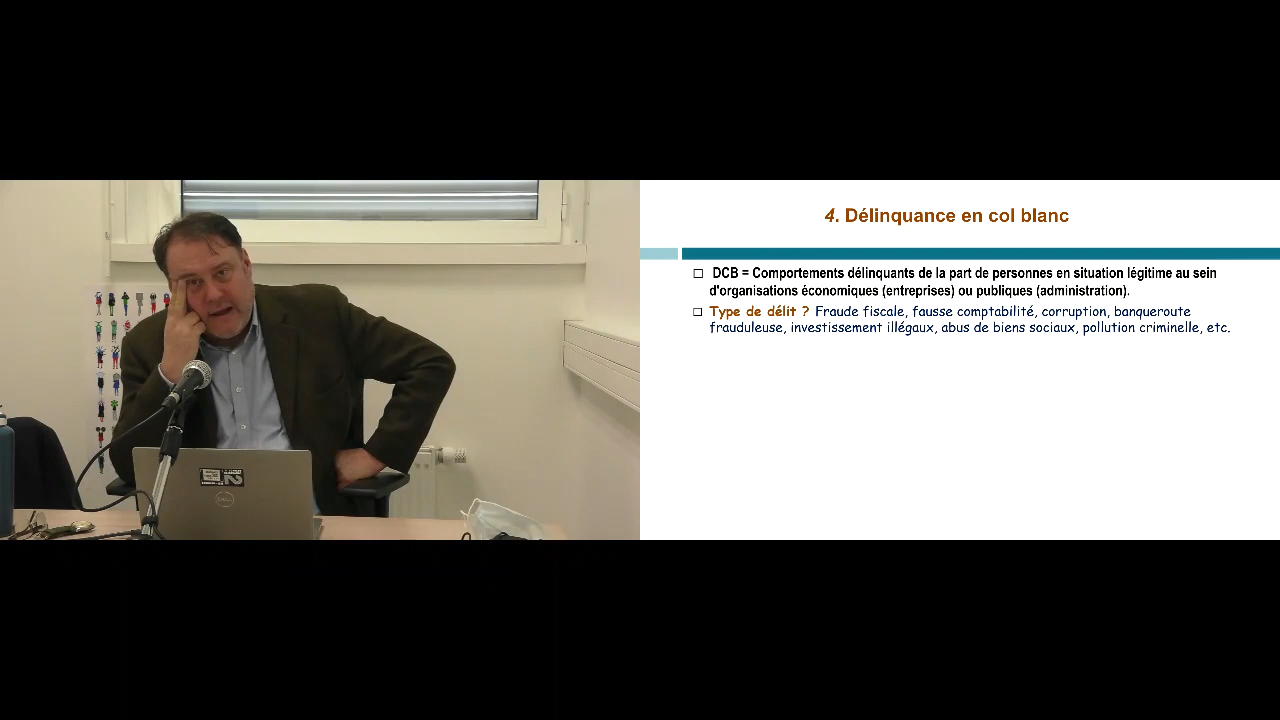 4. Délinquance en col blanc
DCB = Comportements délinquants de la part de personnes en situation légitime au sein
d'organisations économiques (entreprises) ou publiques (administration).
Type de délit ? Fraude fiscale, fausse comptabilité, corruption, banqueroute
frauduleuse, investissement illégaux, abus de biens sociaux, pollution criminelle, etc.
DELL